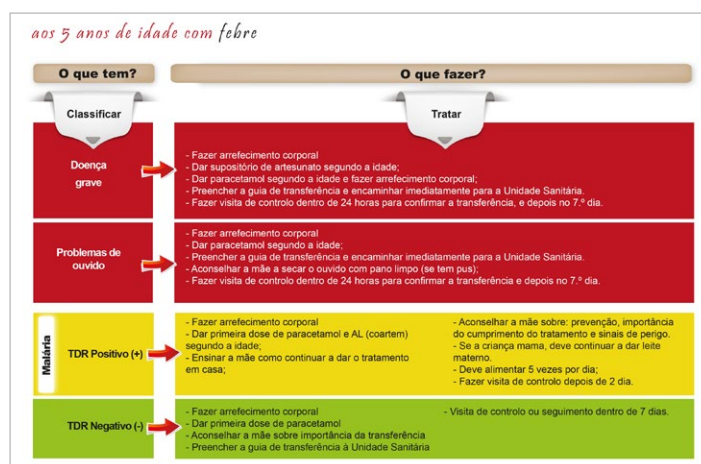 aos 5 anos de idade com febre
O que tem?
O que fazer?
Classificar
Tratar
Doença
grave
- Fazer arrefecimento corporal
- Dar supositório de artesunato segundo a idade;
- Dar paracetamol segundo a idade e fazer arrefecimento corporal;
- Preencher a guia de transferência e encaminhar imediatamente para a Unidade Sanitária.
- Fazer visita de controlo dentro de 24 horas para confirmar a transferência, e depois no 7.º dia.
Problemas de
ouvido
- Fazer arrefecimento corporal
- Dar paracetamol segundo a idade;
- Preencher a guia de transferência e encaminhar imediatamente para a Unidade Sanitária.
- Aconselhar a mãe a secar o ouvido com pano limpo (se tem pus);
- Fazer visita de controlo dentro de 24 horas para confirmar a transferência e depois no 7.º dia.
Malária
TDR Positivo (+)
- Fazer arrefecimento corporal
- Dar primeira dose de paracetamol e AL (coartem)
segundo a idade;
- Ensinar a mãe como continuar a dar o tratamento
em casa;
- Aconselhar a mãe sobre: prevenção, importância
do cumprimento do tratamento e sinais de perigo.
- Se a criança mama, deve continuar a dar leite
materno.
- Deve alimentar 5 vezes por dia;
- Fazer visita de controlo depois de 2 dia.
TDR Negativo (-)
- Fazer arrefecimento corporal
- Dar primeira dose de paracetamol
- Aconselhar a mãe sobre importância da transferência
- Preencher a guia de transferência à Unidade Sanitária
- Visita de controlo ou seguimento dentro de 7 dias.